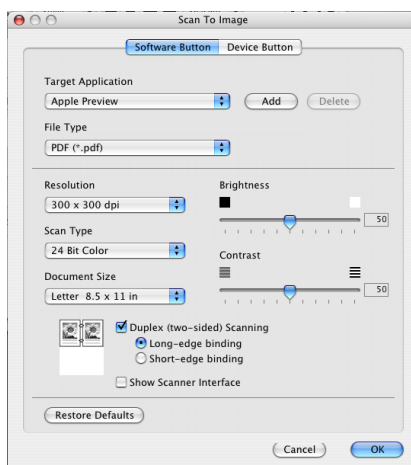 Scan To Image
Software Button Device Button
Target Application
Apple Preview Add Delete
File Type
PDF (*.pdf)
Resolution Brightness
300 x 300 dpi
50
Scan Type
24 Bit Color
Contrast
Document Size
Letter 8.5 x 11 in 50
Duplex (two-sided) Scanning
Long-edge binding
Short-edge binding
Show Scanner Interface
Restore Defaults
Cancel OK